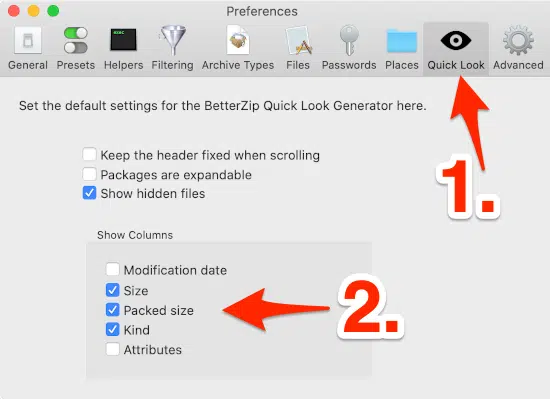 Preferences
General Presets Helpers Filtering Archive Types Files Passwords Places Quick Look Advanced
Set the default settings for the BetterZip Quick Look Generator here.
Keep the header fixed when scrolling
Packages are expandable
Show hidden files
1.
Show Columns
Modification date
Size
Packed size
2.
Kind
Attributes